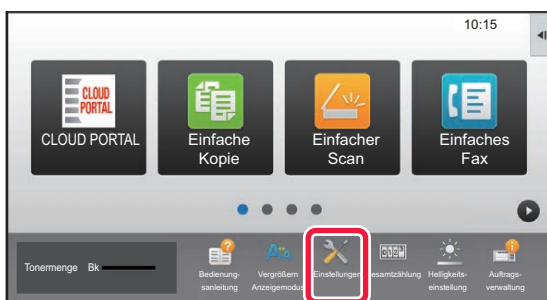 10:15
CLOUD
PORTAL
CLOUD PORTAL
Einfache
Kopie
Einfacher
Scan
Einfaches
Fax
Tonermenge Bk
Bedienung-
sanleitung
Vergrößern
Anzeigemodus
Einstellungen
esamtzählung
Helligkeits-
einstellung
Auftrags-
verwaltung